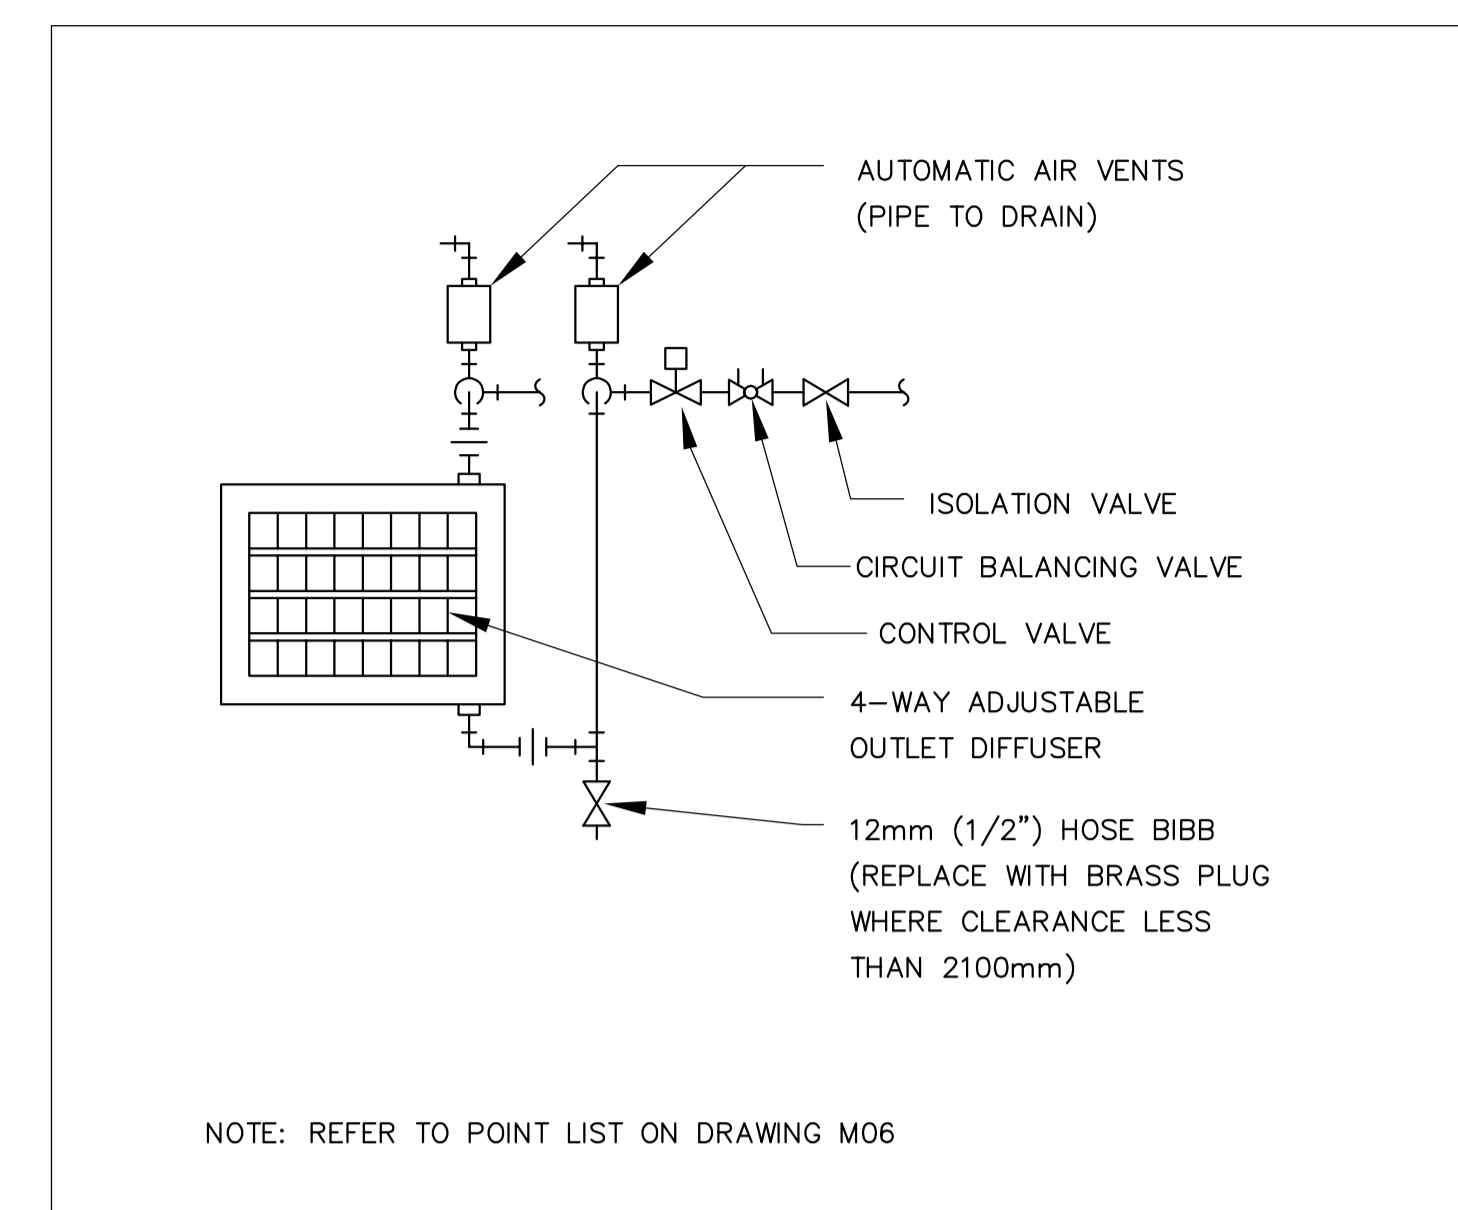 AUTOMATIC AIR VENTS
(PIPE TO DRAIN)
ISOLATION VALVE
CIRCUIT BALANCING VALVE
CONTROL VALVE
4-WAY ADJUSTABLE
OUTLET DIFFUSER
12mm (1/2") HOSE BIBB
(REPLACE WITH BRASS PLUG
WHERE CLEARANCE LESS
THAN 2100mm)
NOTE: REFER TO POINT LIST ON DRAWING M06